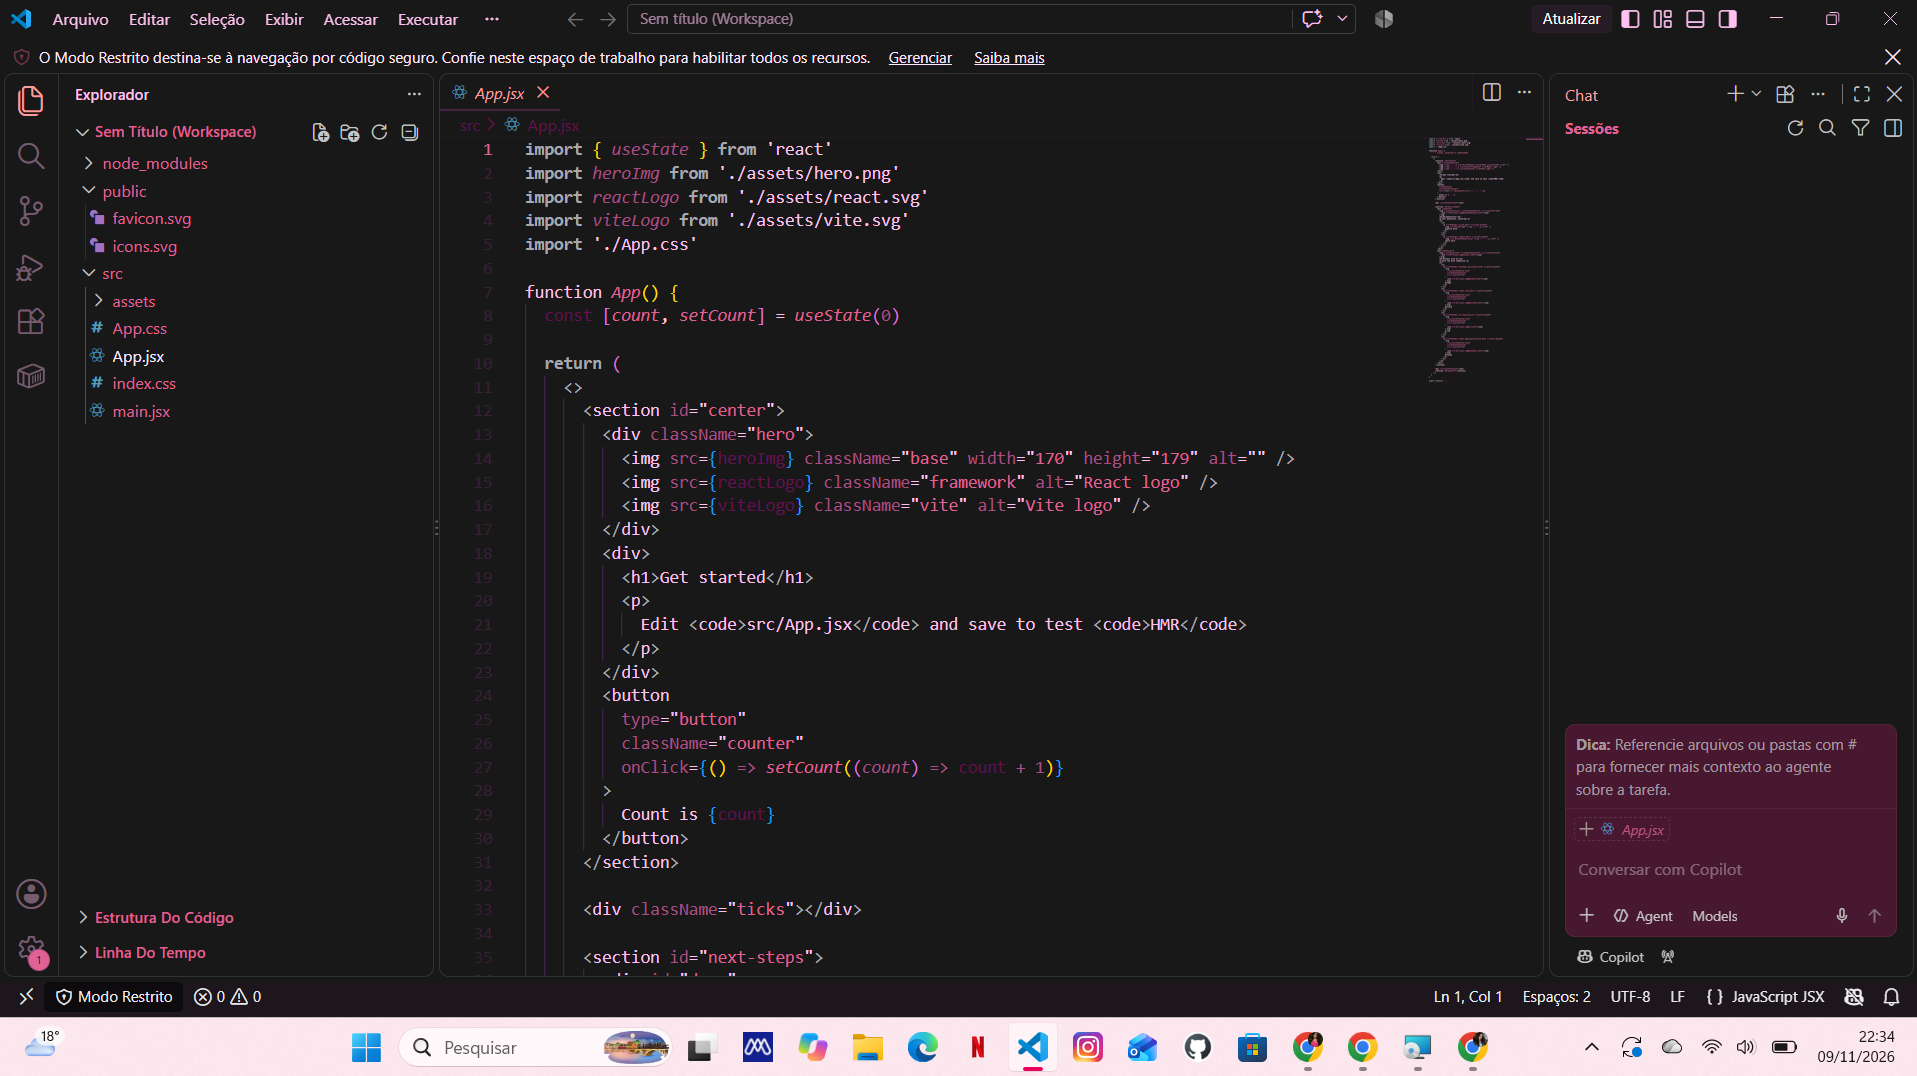 Arquivo Editar Seleção Exibir Acessar Executar ···
Sem título (Workspace)
Atualizar
O Modo Restrito destina-se à navegação por código seguro. Confie neste espaço de trabalho para habilitar todos os recursos. Gerenciar Saiba mais
Explorador
Sem Título (Workspace)
node_modules
public
favicon.svg
icons.svg
src
assets
# App.css
App.jsx
# index.css
main.jsx
Estrutura Do Código
Linha Do Tempo
App.jsx
src > App.jsx
1 import { useState } from 'react'
2 import heroImg from './assets/hero.png'
3 import reactLogo from './assets/react.svg'
4 import viteLogo from './assets/vite.svg'
5 import './App.css'
6
7 function App() {
8 const [count, setCount] = useState(0)
9
10 return (
11 <>
12 <section id="center">
13 <div className="hero">
14 <img src={heroImg} className="base" width="170" height="179" alt="" />
15 <img src={reactLogo} className="framework" alt="React logo" />
16 <img src={viteLogo} className="vite" alt="Vite logo" />
17 </div>
18 <div>
19 <h1>Get started</h1>
20 <p>
21 Edit <code>src/App.jsx</code> and save to test <code>HMR</code>
22 </p>
23 </div>
24 <button
25 type="button"
26 className="counter"
27 onClick={() => setCount((count) => count + 1)}
28 >
29 Count is {count}
30 </button>
31 </section>
32
33 <div className="ticks"></div>
34
35 <section id="next-steps">
Chat
Sessões
Dica: Referencie arquivos ou pastas com #
para fornecer mais contexto ao agente
sobre a tarefa.
App.jsx
Conversar com Copilot
Agent Models
Copilot
1
Modo Restrito 0 0
Ln 1, Col 1 Espaços: 2 UTF-8 LF { } JavaScript JSX
18°
Pesquisar
22:34
09/11/2026